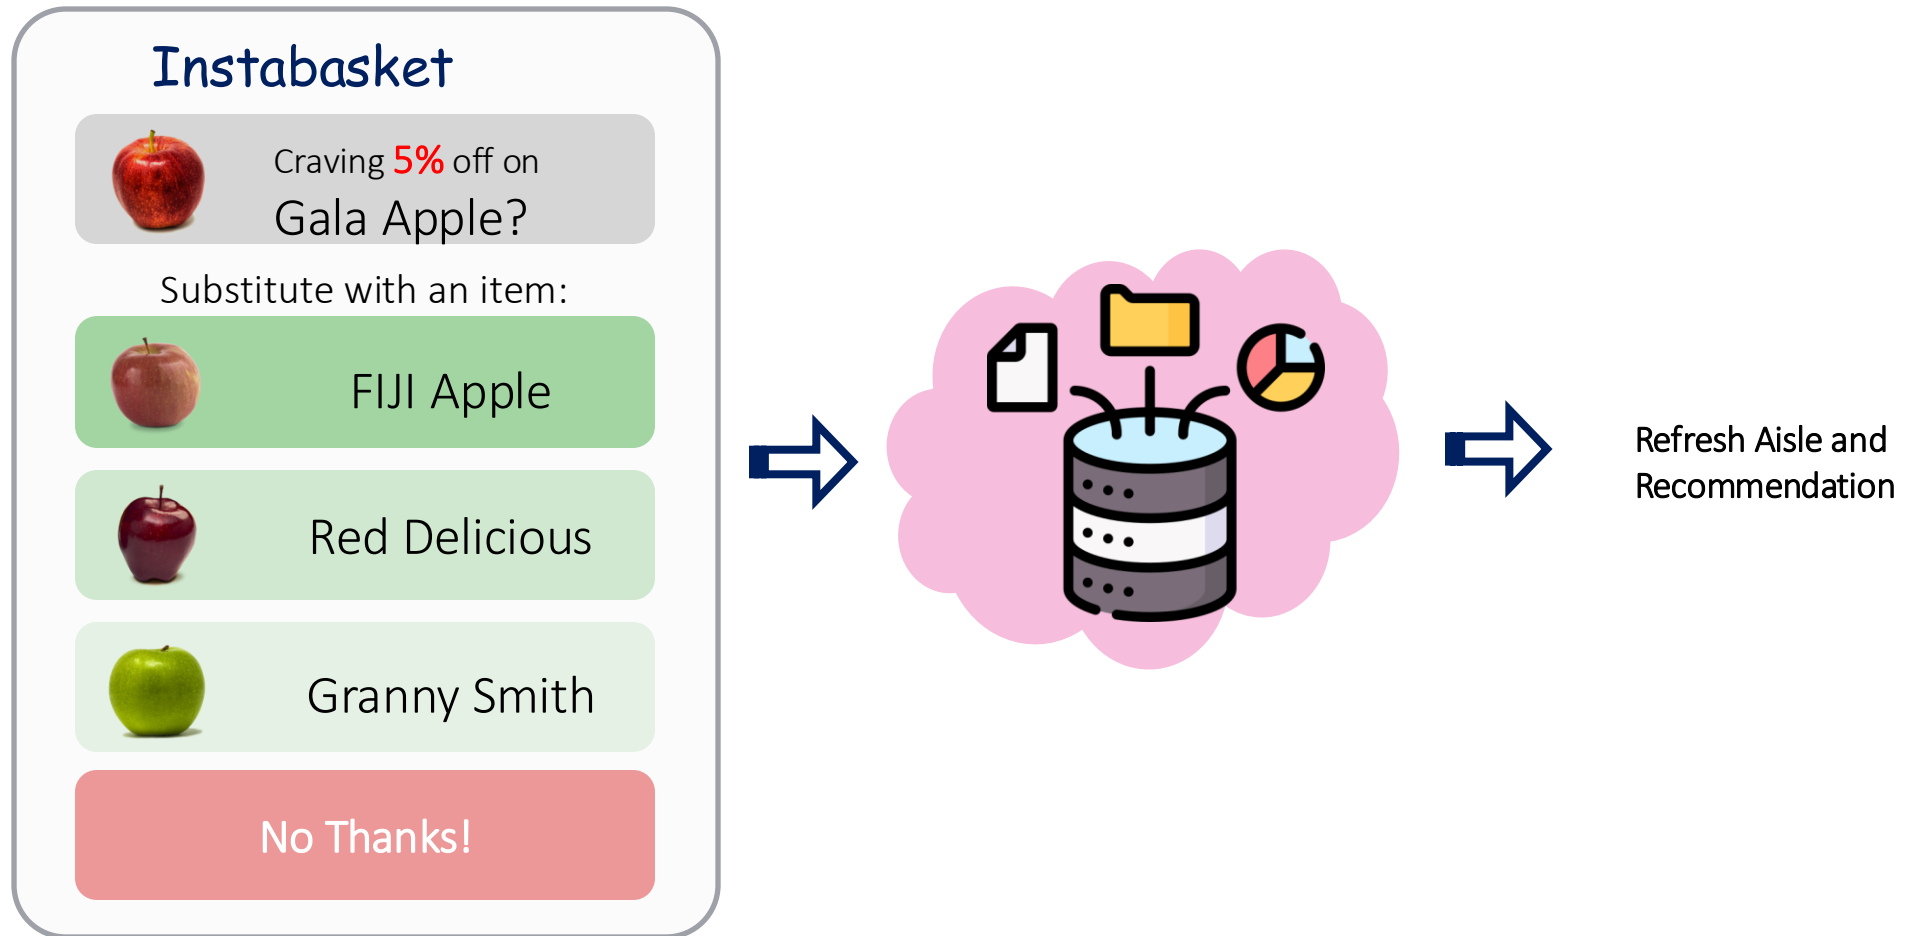 Instabasket
Craving 5% off on
Gala Apple?
Substitute with an item:
FIJI Apple
Red Delicious
Granny Smith
No Thanks!
Refresh Aisle and
Recommendation